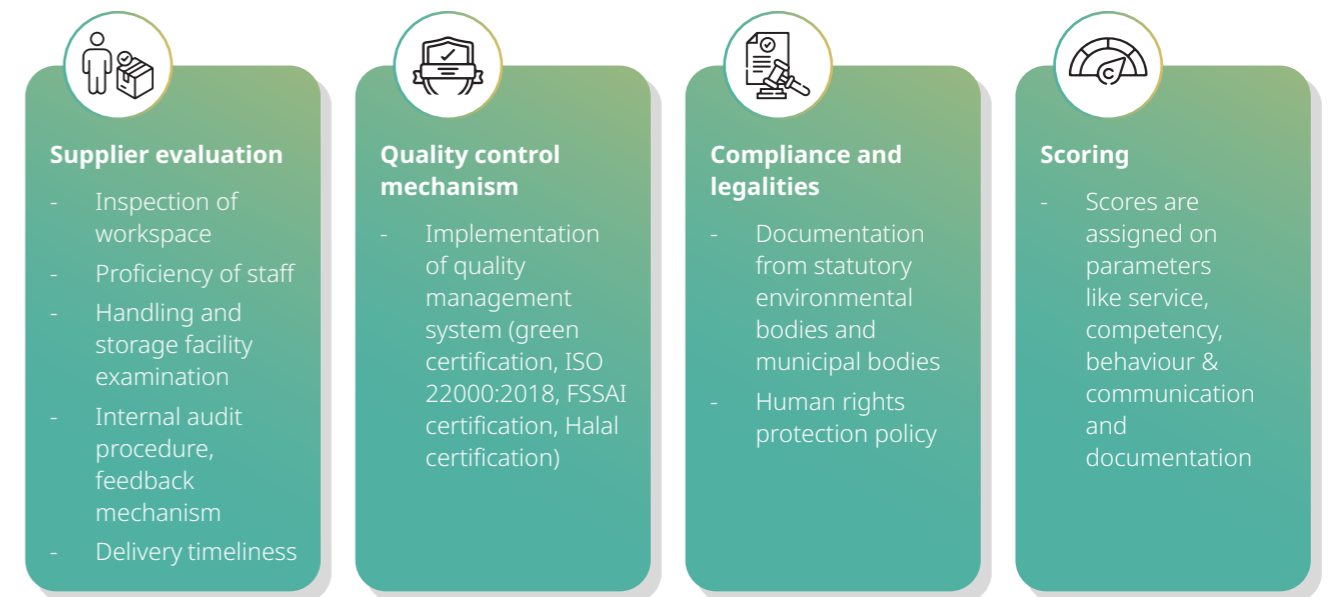 Supplier evaluation
- Inspection of
workspace
- Proficiency of staff
- Handling and
storage facility
examination
- Internal audit
procedure,
feedback
mechanism
- Delivery timeliness
Quality control
mechanism
- Implementation
of quality
management
system (green
certification, ISO
22000:2018, FSSAI
certification, Halal
certification)
Compliance and
legalities
- Documentation
from statutory
environmental
bodies and
municipal bodies
- Human rights
protection policy
C
Scoring
- Scores are
assigned on
parameters
like service,
competency,
behaviour &
communication
and
documentation